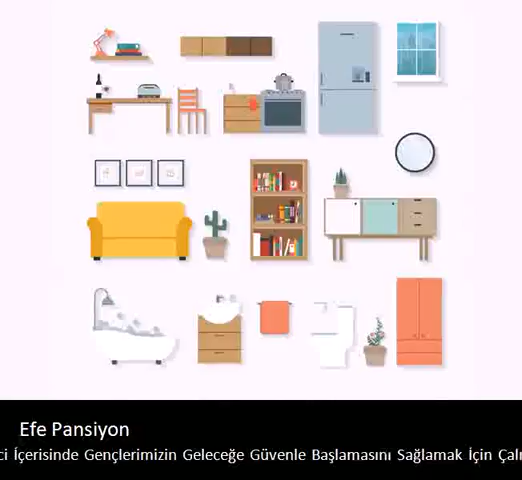 Efe Pansiyon
İçerisinde Gençlerimizin Geleceğe Güvenle Başlamasını Sağlamak İçin